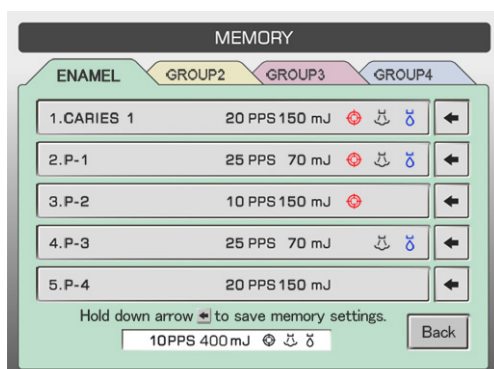 MEMORY
ENAMEL GROUP2 GROUP3 GROUP4
1.CARIES 1 20 PPS 150 mJ
2.P-1 25 PPS 70 mJ
3.P-2 10 PPS 150 mJ
4.P-3 25 PPS 70 mJ
5.P-4 20 PPS 150 mJ
Hold down arrow to save memory settings.
10PPS 400 mJ
Back